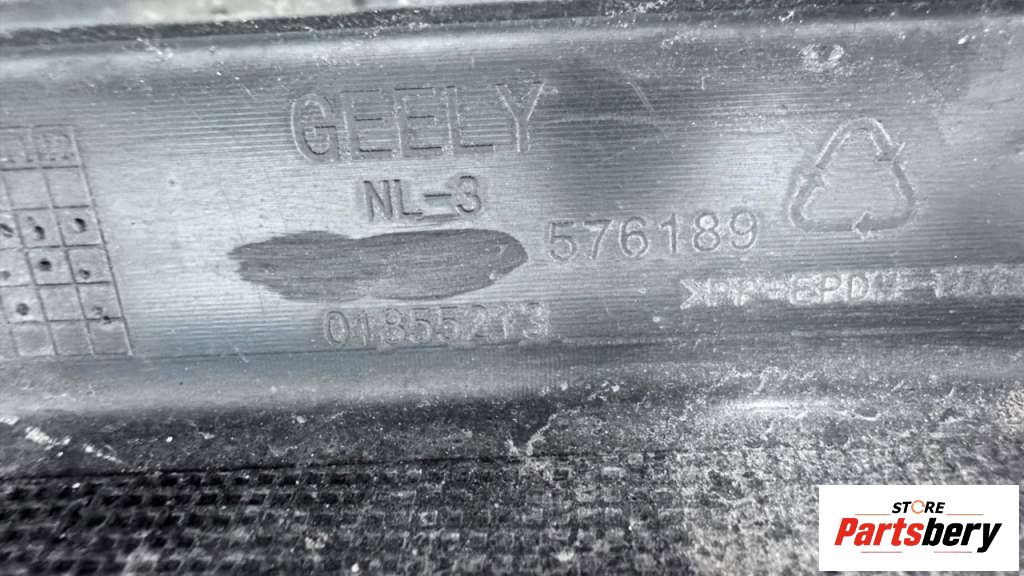 GEELY
NL-3
576189
01855213
STORE
Partsbery